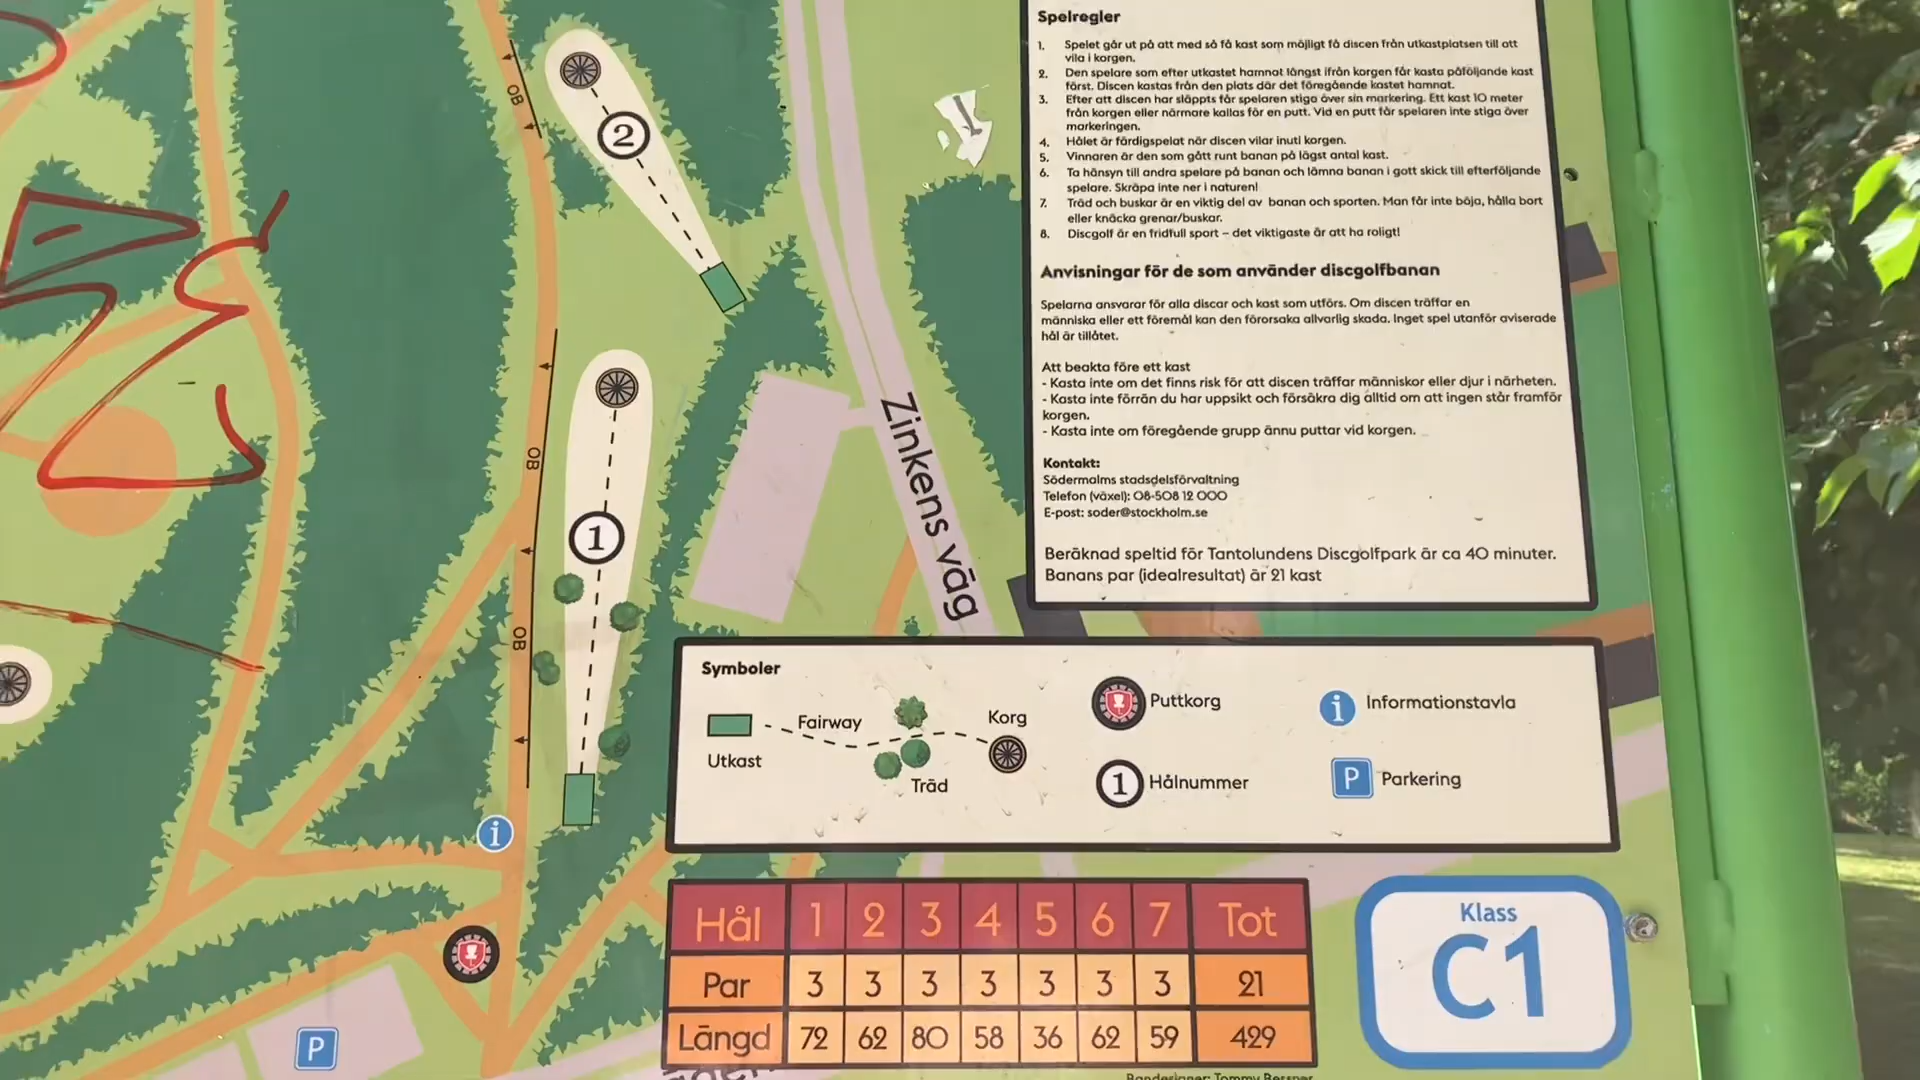 Spelregler
1. Spelet går ut på att med så få kast som möjligt få discen från utkastplatsen till att
vila i korgen.
2. Den spelare som efter utkastet hamnat längst ifrån korgen får kasta påföljande kast
först. Discen kastas från den plats där det föregående kastet hamnat.
3. Efter att discen har släppts får spelaren stiga över sin markering. Ett kast 10 meter
från korgen eller närmare kallas för en putt. Vid en putt får spelaren inte stiga över
markeringen.
4. Hålet är färdigspelat när discen vilar inuti korgen.
5. Vinnaren är den som gått runt banan på lägst antal kast.
6. Ta hänsyn till andra spelare på banan och lämna banan i gott skick till efterföljande
spelare. Skräpa inte ner i naturen!
7. Träd och buskar är en viktig del av banan och sporten. Man får inte böja, hålla bort
eller knäcka grenar/buskar.
8. Discgolf är en fridfull sport – det viktigaste är att ha roligt!
Anvisningar för de som använder discgolfbanan
Spelarna ansvarar för alla discar och kast som utförs. Om discen träffar en
människa eller ett föremål kan den förorsaka allvarlig skada. Inget spel utanför aviserade
hål är tillåtet.
Att beakta före ett kast
- Kasta inte om det finns risk för att discen träffar människor eller djur i närheten.
- Kasta inte förrän du har uppsikt och försäkra dig alltid om att ingen står framför
korgen.
- Kasta inte om föregående grupp ännu puttar vid korgen.
Kontakt:
Södermalms stadsdelsförvaltning
Telefon (växel): 08-508 12 000
E-post: soder@stockholm.se
Beräknad speltid för Tantolundens Discgolfpark är ca 40 minuter.
Banans par (idealresultat) är 21 kast
OB
2
OB
1
OB
Zinkens väg
i
P
Symboler
Utkast
Fairway
Träd
Korg
Puttkorg
1 Hålnummer
i Informationstavla
P Parkering
Hål 1 2 3 4 5 6 7 Tot
Par 3 3 3 3 3 3 3 21
Längd 72 62 80 58 36 62 59 429
Klass
C1